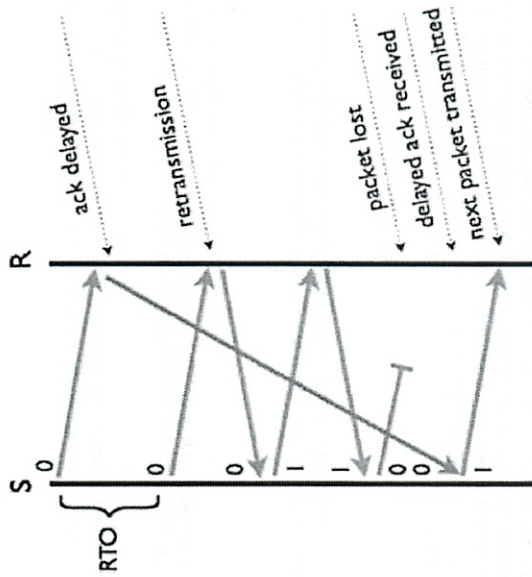 S
R
RTO
0
0
0
1
1
0
0
1
ack delayed
retransmission
packet lost
delayed ack received
next packet transmitted